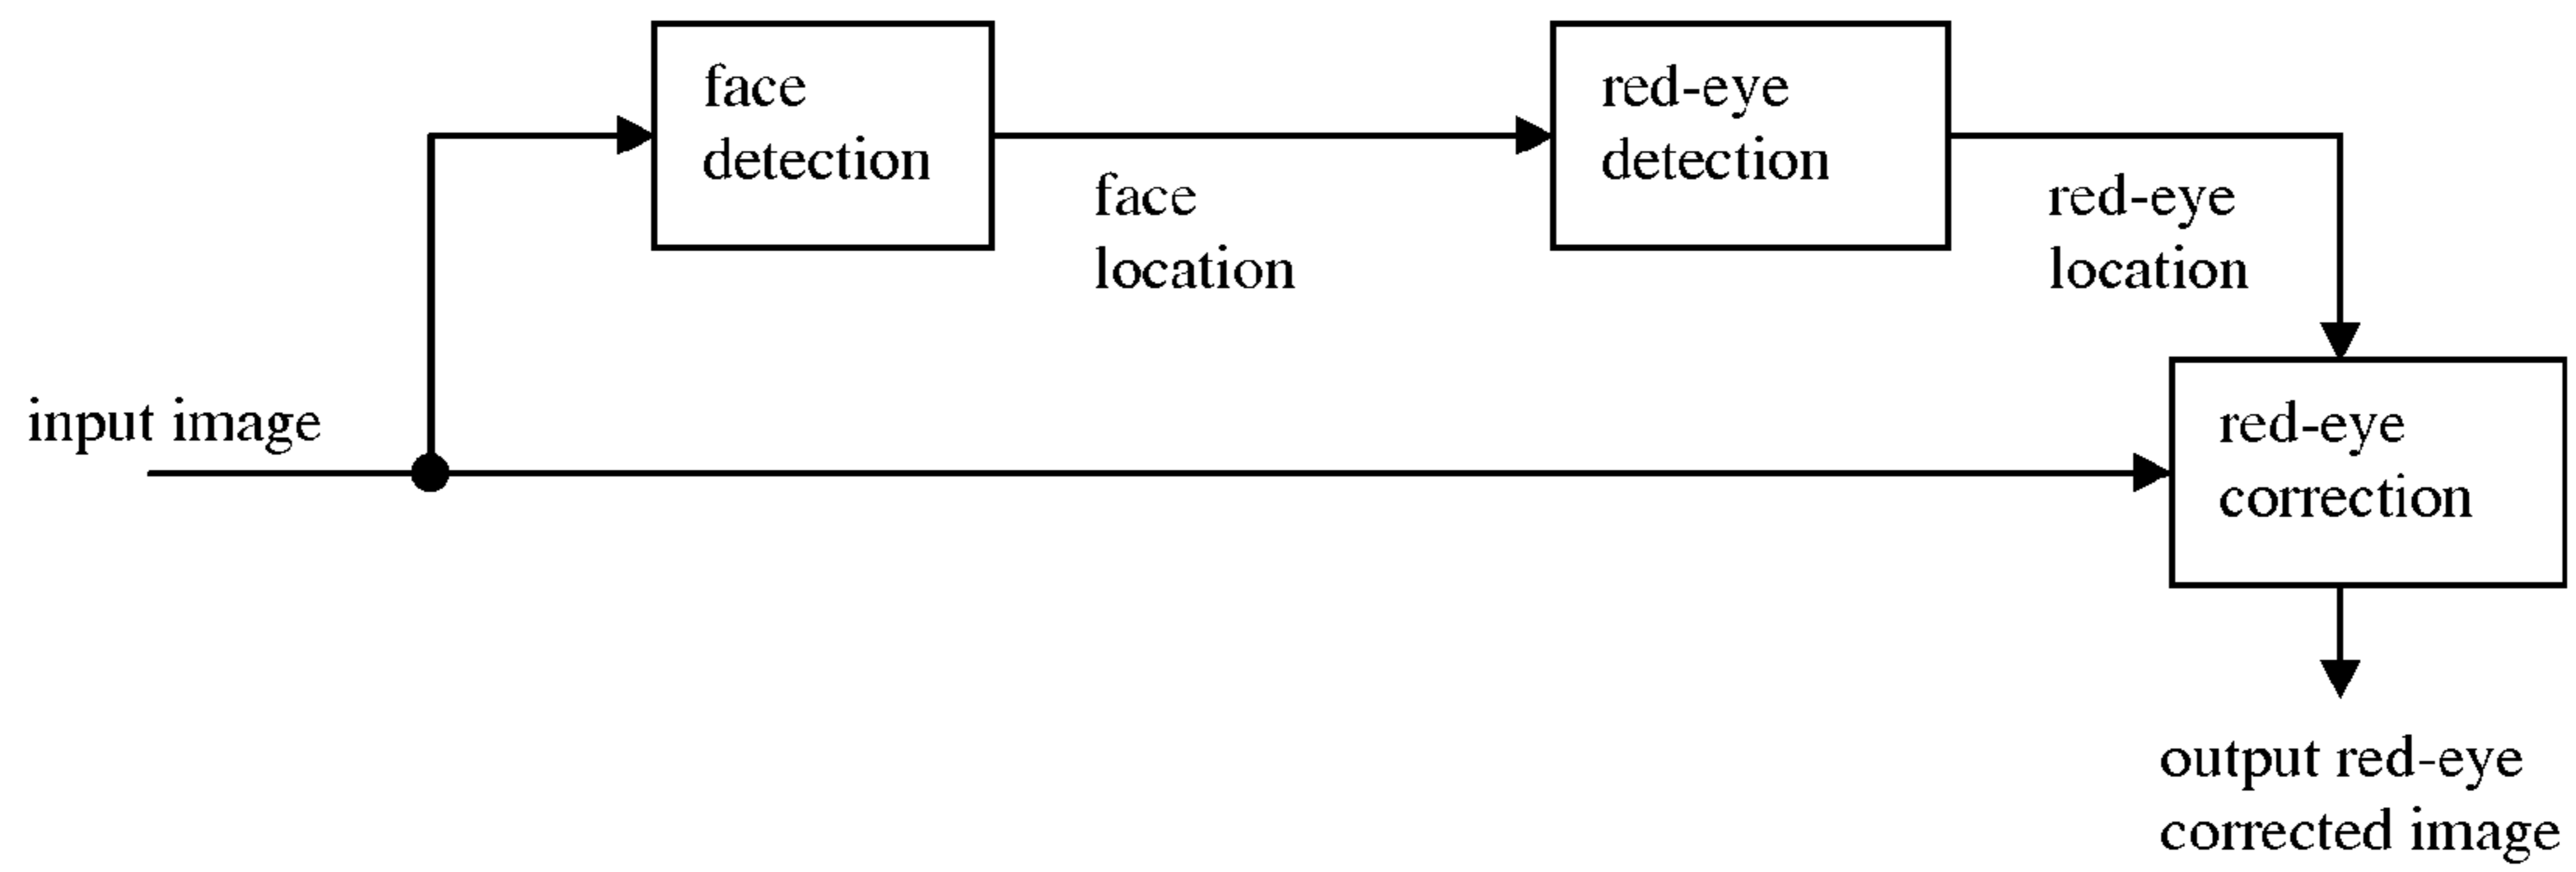 face
detection
face
location
red-eye
detection
red-eye
location
input image
red-eye
correction
output red-eye
corrected image